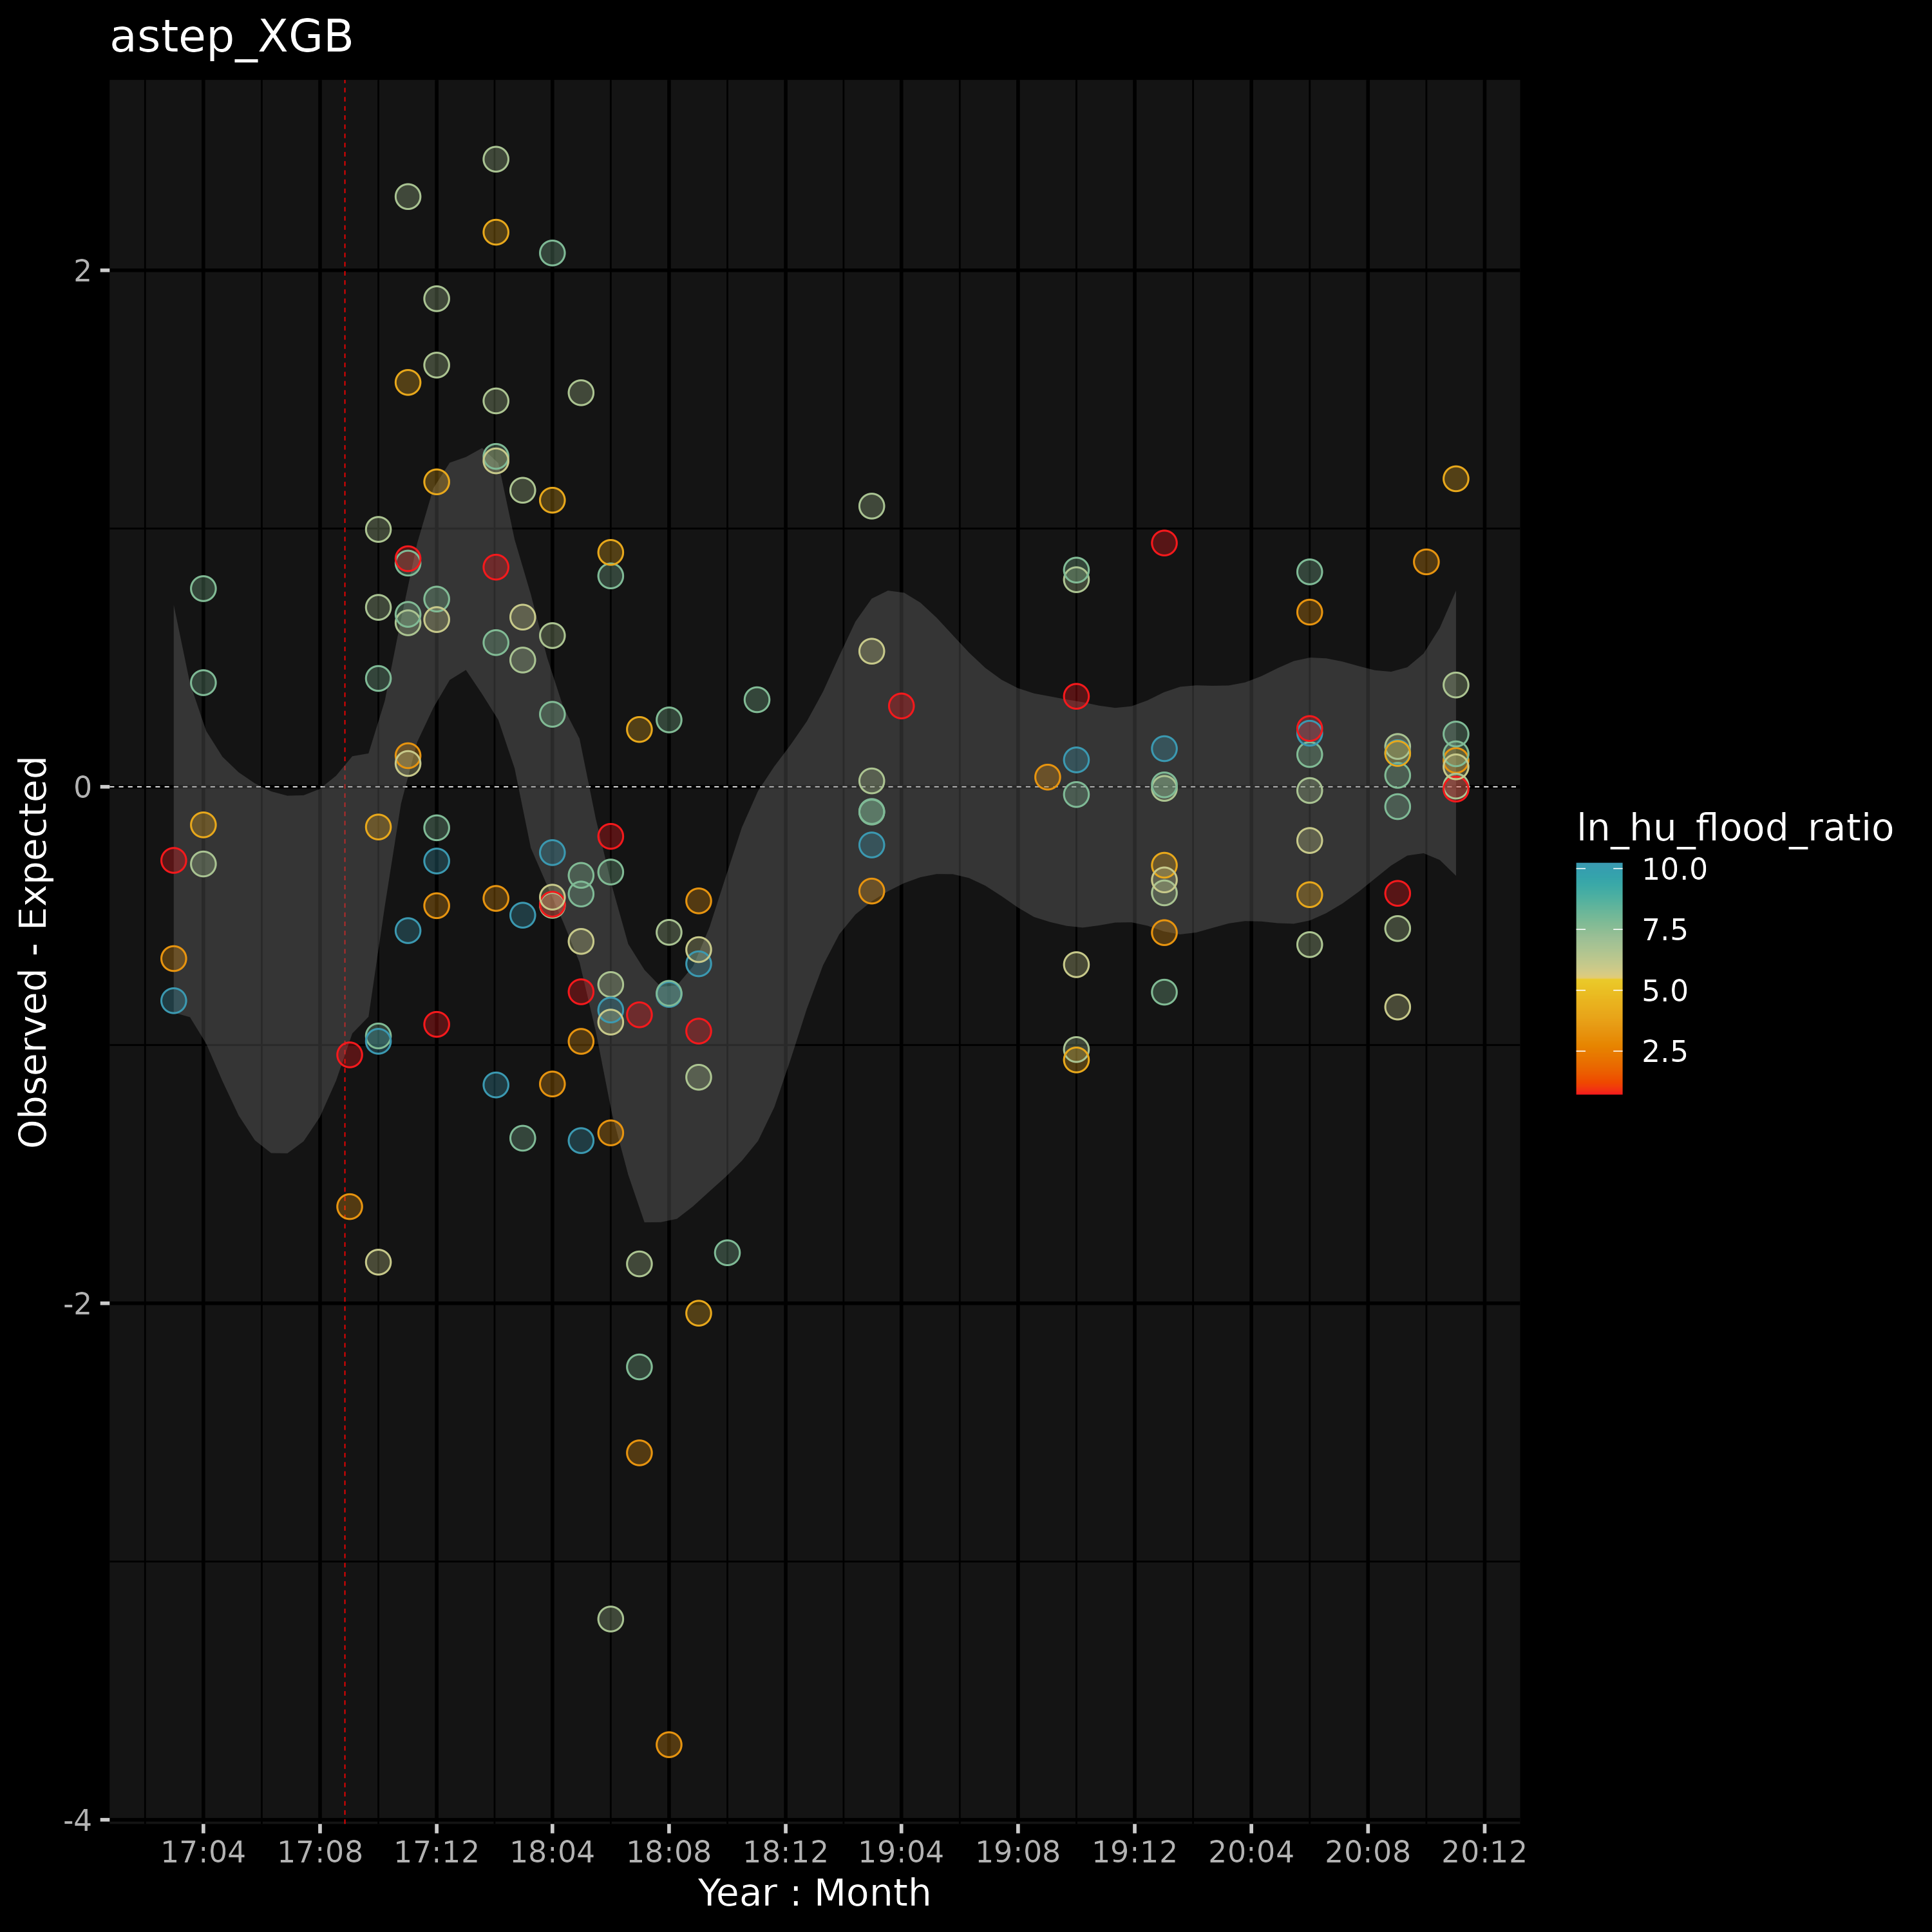 astep_XGB
Observed - Expected
2
0
-2
-4
17:04 17:08 17:12 18:04 18:08 18:12 19:04 19:08 19:12 20:04 20:08 20:12
Year : Month
ln_hu_flood_ratio
10.0
7.5
5.0
2.5